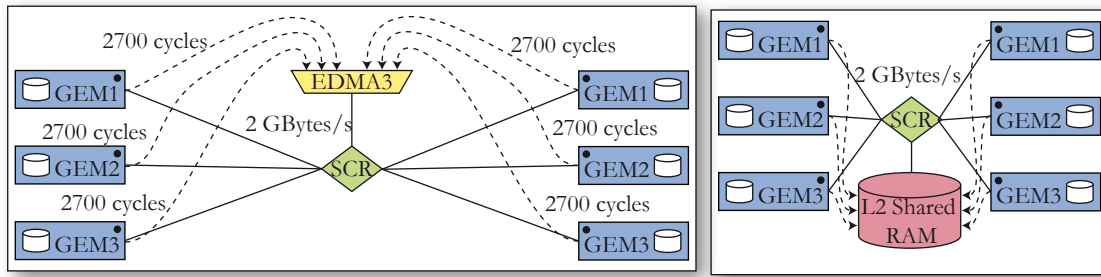 2700 cycles
2700 cycles
EDMA3
GEM1
GEM1
2700 cycles
2 GBytes/s
2700 cycles
GEM2
SCR
GEM2
2700 cycles
2700 cycles
GEM3
GEM3
GEM1
GEM1
2 GBytes/s
GEM2
SCR
GEM2
GEM3
GEM3
L2 Shared
RAM